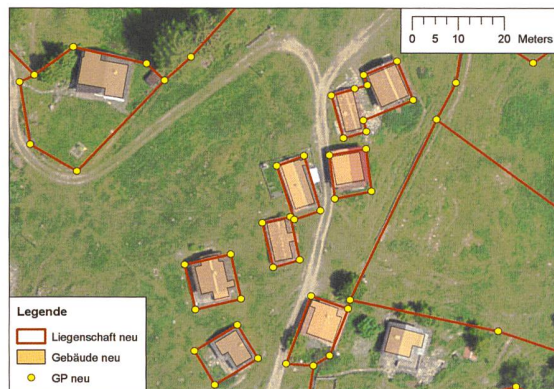 0 5 10 20 Meters
Legende
Liegenschaft neu
Gebäude neu
GP neu